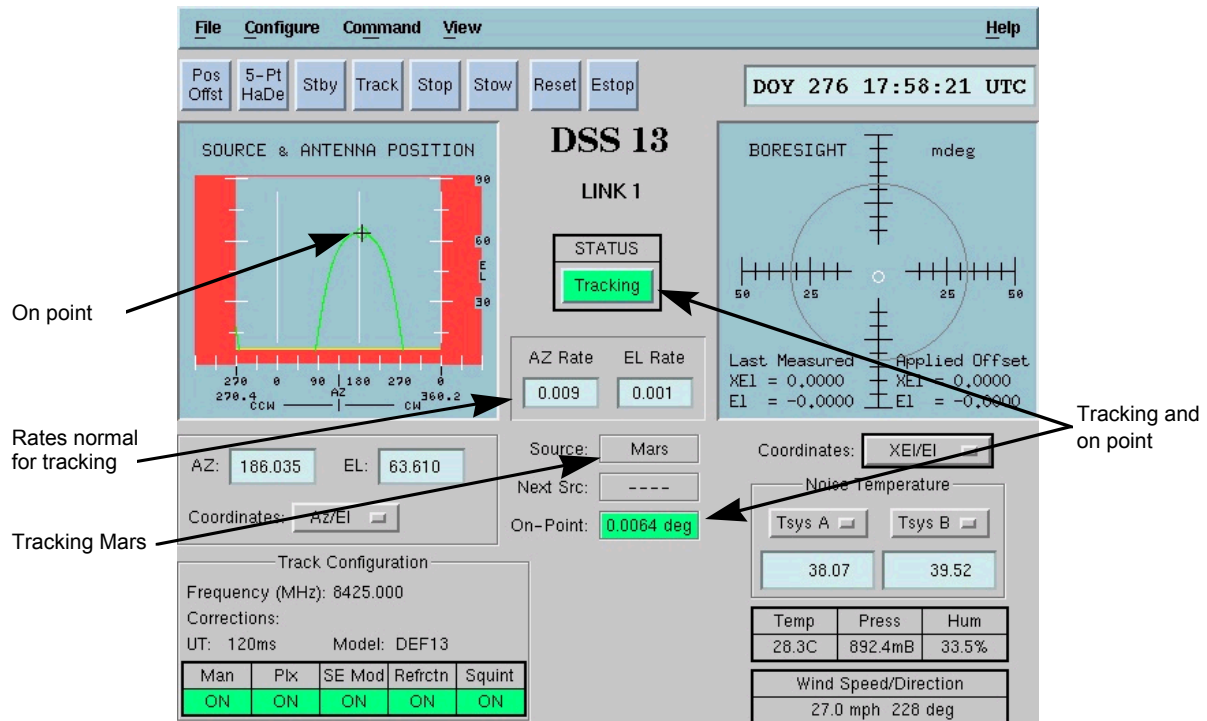 File Configure Command View Help
Pos Offst
5-Pt HaDe
Stby Track Stop Stow Reset Estop
DOY 276 17:58:21 UTC
SOURCE & ANTENNA POSITION
90
60
EL
30
270 0 90 180 270 0
270.4 CCW AZ CW 360.2
DSS 13
LINK 1
STATUS
Tracking
BORESIGHT mdeg
50 25 25 50
Last Measured Applied Offset
XEl = 0.0000 XEl = 0.0000
El = -0.0000 El = -0.0000
On point
AZ Rate EL Rate
0.009 0.001
Rates normal
for tracking
Tracking and
on point
AZ: 186.035 EL: 63.610
Coordinates: Az/El
Source: Mars
Next Src: ----
On-Point: 0.0064 deg
Coordinates: XEl/El
Noise Temperature
Tsys A Tsys B
38.07 39.52
Tracking Mars
Track Configuration
Frequency (MHz): 8425.000
Corrections:
UT: 120ms Model: DEF13
Man Plx SE Mod Refrctn Squint
ON ON ON ON ON
Temp Press Hum
28.3C 892.4mB 33.5%
Wind Speed/Direction
27.0 mph 228 deg